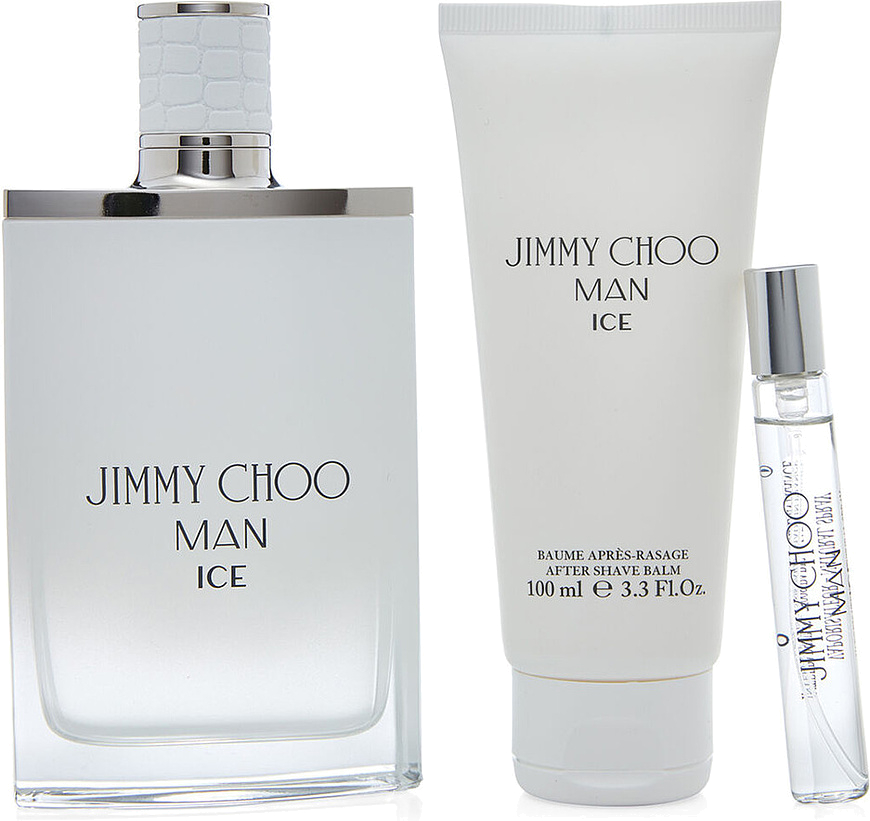 JIMMY CHOO
MAN
ICE
JIMMY CHOO
MAN
ICE
BAUME APRÈS-RASAGE
AFTER SHAVE BALM
100 ml ℮ 3.3 Fl.Oz.
JIMMY CHOO
MAN